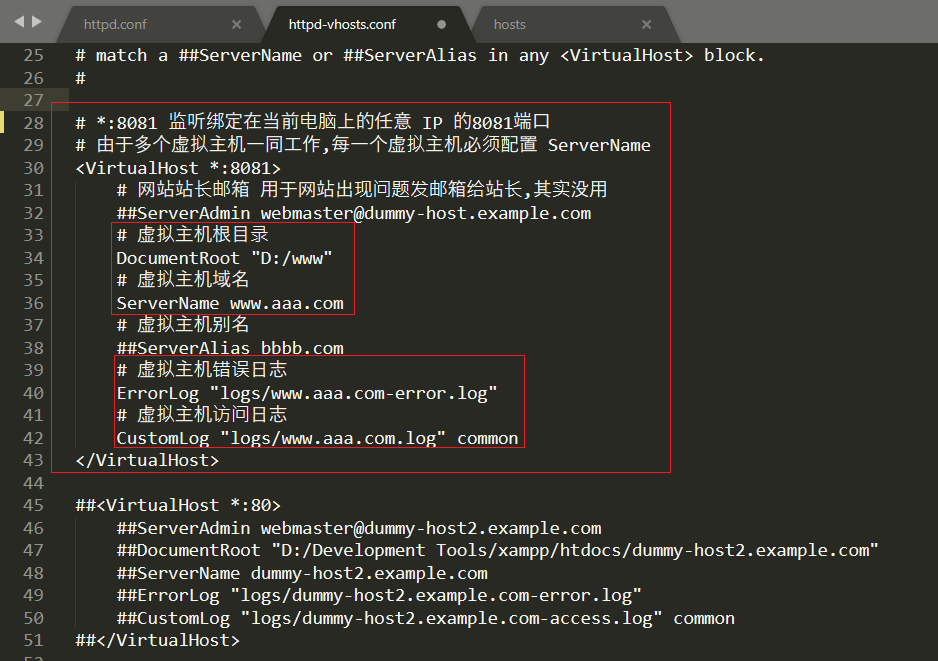 httpd.conf
httpd-vhosts.conf
hosts
25 # match a ##ServerName or ##ServerAlias in any <VirtualHost> block.
26 #
27
28 # *:8081 监听绑定在当前电脑上的任意 IP 的8081端口
29 # 由于多个虚拟主机一同工作,每一个虚拟主机必须配置 ServerName
30 <VirtualHost *:8081>
31 # 网站站长邮箱 用于网站出现问题发邮箱给站长,其实没用
32 ##ServerAdmin webmaster@dummy-host.example.com
33 # 虚拟主机根目录
34 DocumentRoot "D:/www"
35 # 虚拟主机域名
36 ServerName www.aaa.com
37 # 虚拟主机别名
38 ##ServerAlias bbbb.com
39 # 虚拟主机错误日志
40 ErrorLog "logs/www.aaa.com-error.log"
41 # 虚拟主机访问日志
42 CustomLog "logs/www.aaa.com.log" common
43 </VirtualHost>
44
45 ##<VirtualHost *:80>
46 ##ServerAdmin webmaster@dummy-host2.example.com
47 ##DocumentRoot "D:/Development Tools/xampp/htdocs/dummy-host2.example.com"
48 ##ServerName dummy-host2.example.com
49 ##ErrorLog "logs/dummy-host2.example.com-error.log"
50 ##CustomLog "logs/dummy-host2.example.com-access.log" common
51 ##</VirtualHost>